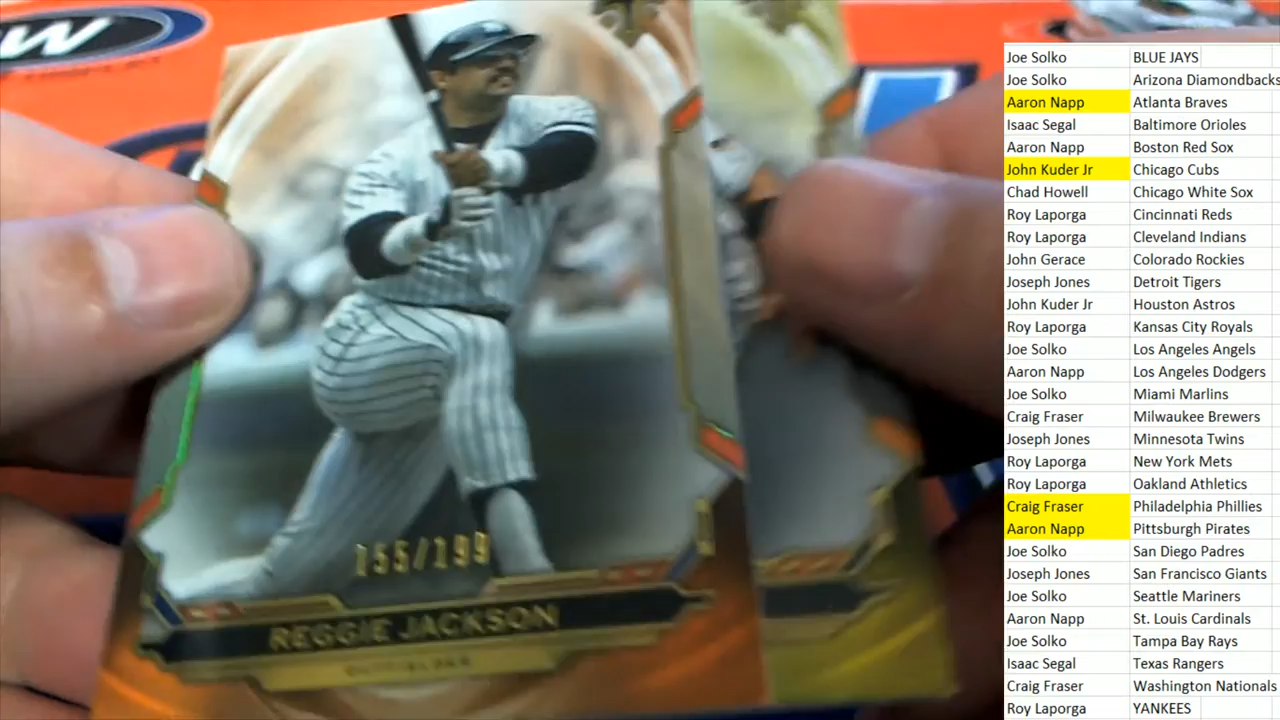 155/199
REGGIE JACKSON
OUTFIELDER
Joe Solko BLUE JAYS
Joe Solko Arizona Diamondbacks
Aaron Napp Atlanta Braves
Isaac Segal Baltimore Orioles
Aaron Napp Boston Red Sox
John Kuder Jr Chicago Cubs
Chad Howell Chicago White Sox
Roy Laporga Cincinnati Reds
Roy Laporga Cleveland Indians
John Gerace Colorado Rockies
Joseph Jones Detroit Tigers
John Kuder Jr Houston Astros
Roy Laporga Kansas City Royals
Joe Solko Los Angeles Angels
Aaron Napp Los Angeles Dodgers
Joe Solko Miami Marlins
Craig Fraser Milwaukee Brewers
Joseph Jones Minnesota Twins
Roy Laporga New York Mets
Roy Laporga Oakland Athletics
Craig Fraser Philadelphia Phillies
Aaron Napp Pittsburgh Pirates
Joe Solko San Diego Padres
Joseph Jones San Francisco Giants
Joe Solko Seattle Mariners
Aaron Napp St. Louis Cardinals
Joe Solko Tampa Bay Rays
Isaac Segal Texas Rangers
Craig Fraser Washington Nationals
Roy Laporga YANKEES